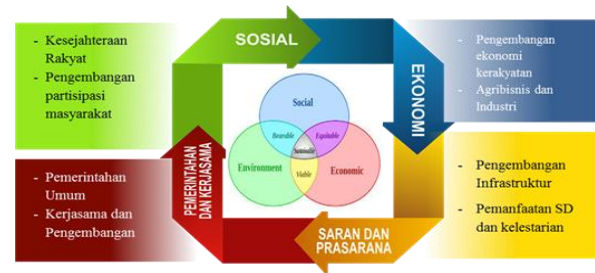 - Kesejahteraan
Rakyat
- Pengembangan
partisipasi
masyarakat
SOSIAL
- Pengembangan
ekonomi
kerakyatan
- Agribisnis dan
Industri
EKONOMI
Social
Bearable
Equitable
Sustainable
Environment
Viable
Economic
- Pemerintahan
Umum
- Kerjasama dan
Pengembangan
PEMERINTAHAN
DAN KERJASAMA
SARAN DAN
PRASARANA
- Pengembangan
Infrastruktur
- Pemanfaatan SD
dan kelestarian